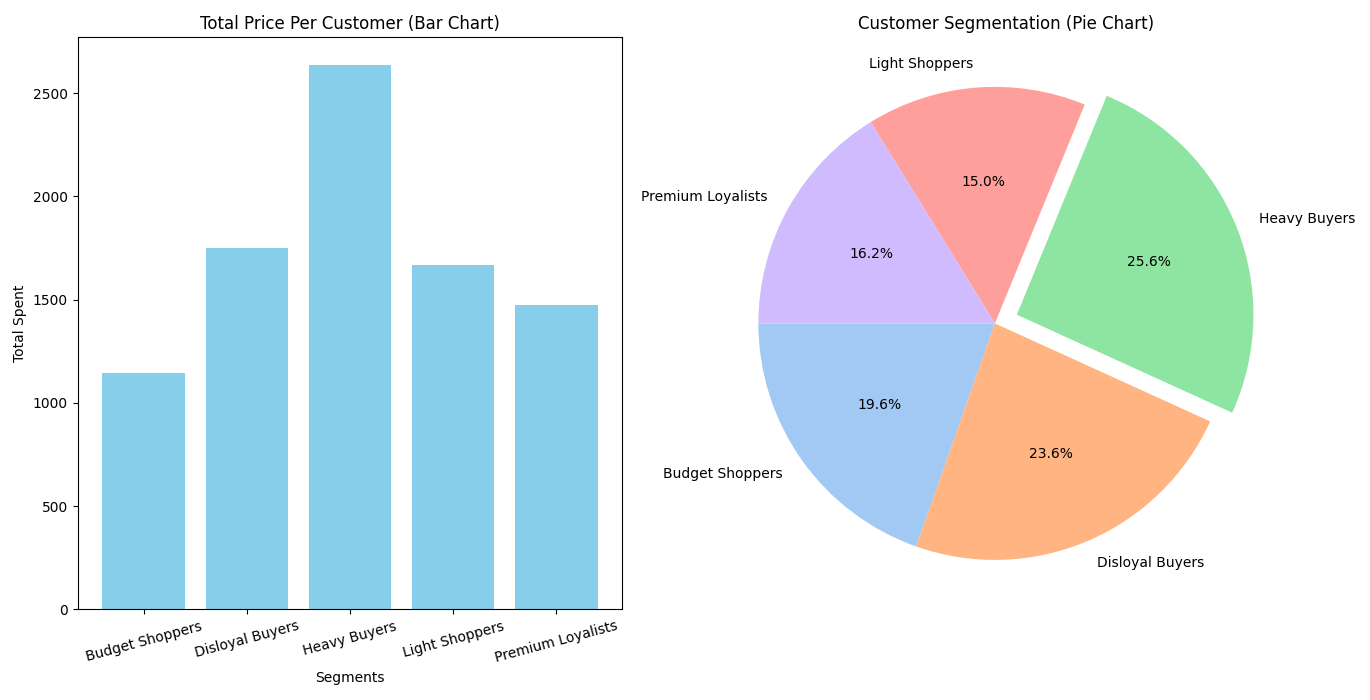 Total Price Per Customer (Bar Chart)
2500
2000
1500
1000
500
0
Total Spent
Budget Shoppers
Disloyal Buyers
Heavy Buyers
Light Shoppers
Premium Loyalists
Segments
Customer Segmentation (Pie Chart)
Light Shoppers
15.0%
Premium Loyalists
16.2%
Heavy Buyers
25.6%
Budget Shoppers
19.6%
Disloyal Buyers
23.6%